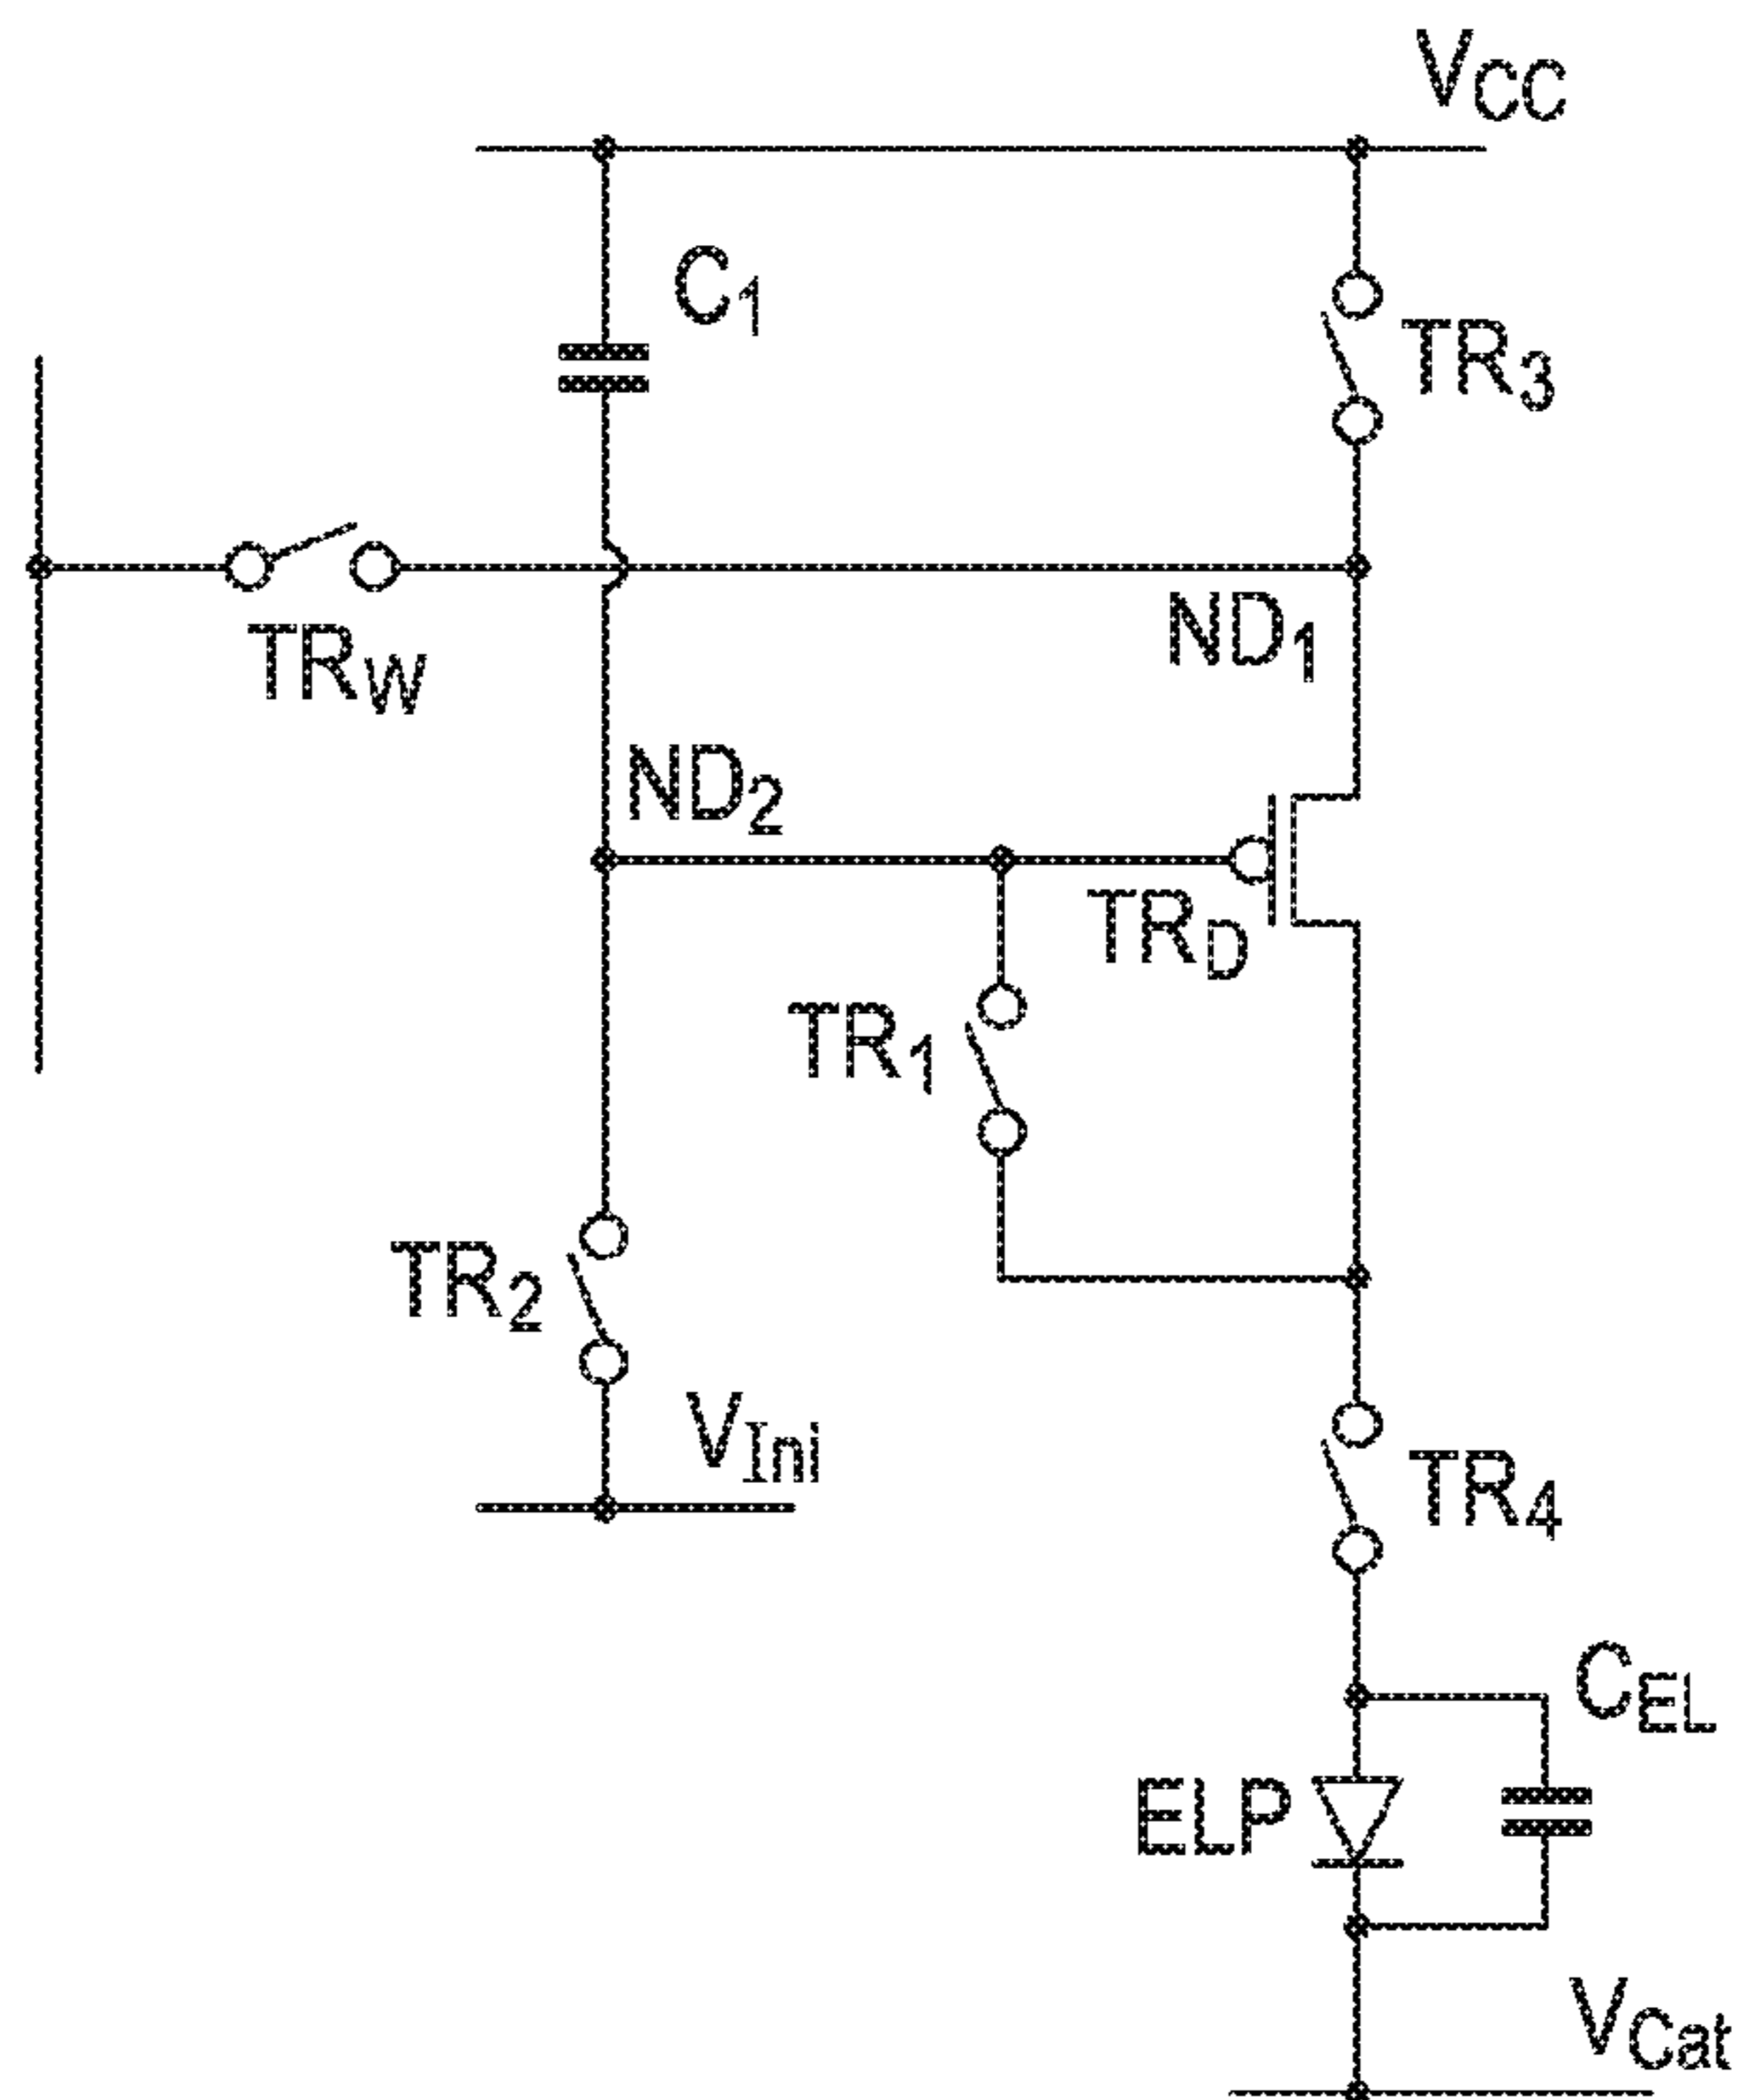 VCC
C1
TR3
TRW
ND1
ND2
TRD
TR1
TR2
VIni
TR4
CEL
ELP
VCat